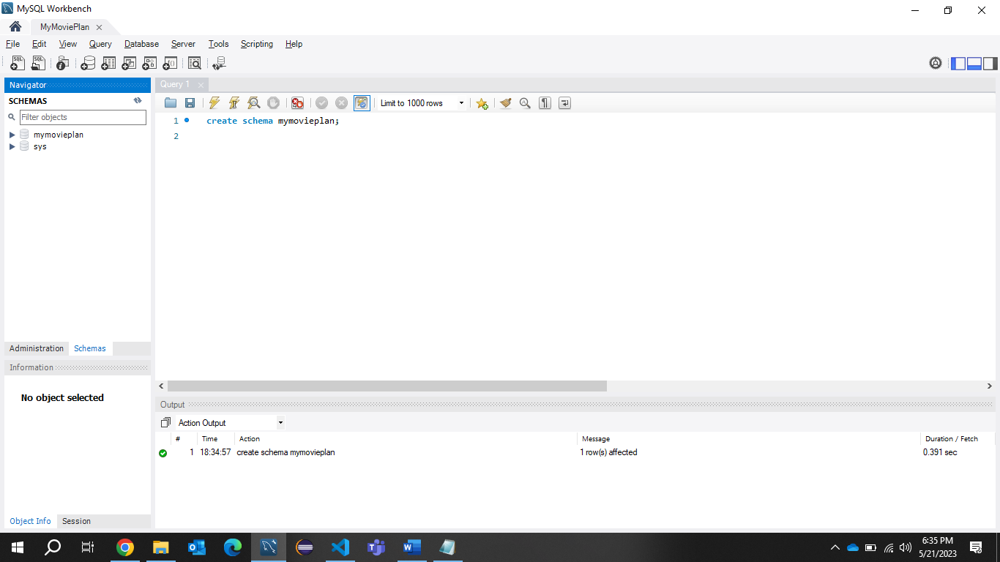 MySQL Workbench
MyMoviePlan
File Edit View Query Database Server Tools Scripting Help
Navigator
SCHEMAS
Filter objects
mymovieplan
sys
Administration Schemas
Information
No object selected
Object Info Session
Query 1
Limit to 1000 rows
1 create schema mymovieplan;
2
Output
Action Output
# Time Action Message Duration / Fetch
1 18:34:57 create schema mymovieplan 1 row(s) affected 0.391 sec
6:35 PM
5/21/2023